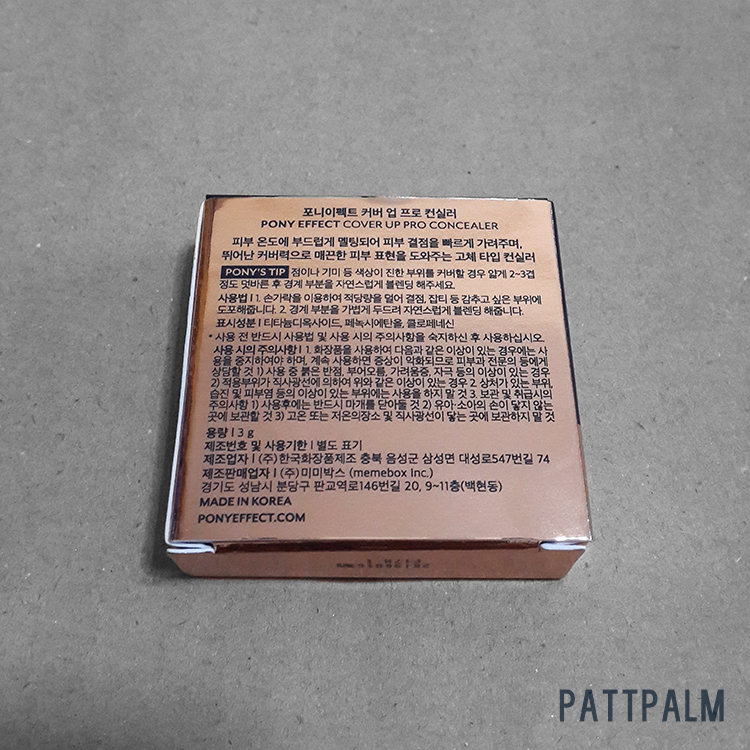 포니이펙트 커버 업 프로 컨실러
PONY EFFECT COVER UP PRO CONCEALER
피부 온도에 부드럽게 멜팅되어 피부 결점을 빠르게 가려주며,
뛰어난 커버력으로 매끈한 피부 표현을 도와주는 고체 타입 컨실러
PONY'S TIP 점이나 기미 등 색상이 진한 부위를 커버할 경우 얇게 2~3겹
정도 덧바른 후 경계 부분을 자연스럽게 블렌딩 해주세요.
사용법 | 1. 손가락을 이용하여 적당량을 덜어 결점, 잡티 등 감추고 싶은 부위에
도포해줍니다. 2. 경계 부분을 가볍게 두드려 자연스럽게 블렌딩 해줍니다.
표시성분 | 티타늄디옥사이드, 페녹시에탄올, 클로페네신
* 사용 전 반드시 사용법 및 사용 시의 주의사항을 숙지하신 후 사용하십시오.
사용 시의 주의사항 | 1. 화장품을 사용하여 다음과 같은 이상이 있는 경우에는 사
용을 중지하여야 하며, 계속 사용하면 증상이 악화되므로 피부과 전문의 등에게
상담할 것 1) 사용 중 붉은 반점, 부어오름, 가려움증, 자극 등의 이상이 있는 경우
2) 적용부위가 직사광선에 의하여 위와 같은 이상이 있는 경우 2. 상처가 있는 부위,
습진 및 피부염 등의 이상이 있는 부위에는 사용을 하지 말 것 3. 보관 및 취급시의
주의사항 1) 사용후에는 반드시 마개를 닫아둘 것 2) 유아·소아의 손이 닿지 않는
곳에 보관할 것 3) 고온 또는 저온의장소 및 직사광선이 닿는 곳에 보관하지 말 것
용량 | 3 g
제조번호 및 사용기한 | 별도 표기
제조업자 | (주)한국화장품제조 충북 음성군 삼성면 대성로547번길 74
제조판매업자 | (주)미미박스 (memebox Inc.)
경기도 성남시 분당구 판교역로146번길 20, 9~11층(백현동)
MADE IN KOREA
PONYEFFECT.COM
PATTPALM